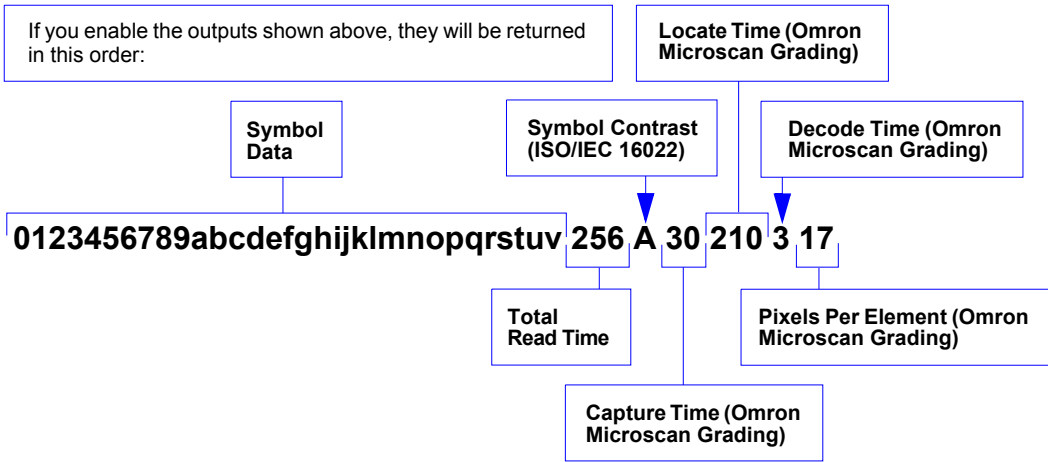 If you enable the outputs shown above, they will be returned
in this order:
Locate Time (Omron
Microscan Grading)
Symbol
Data
Symbol Contrast
(ISO/IEC 16022)
Decode Time (Omron
Microscan Grading)
0123456789abcdefghijklmnopqrstuv 256 A 30 210 3 17
Total
Read Time
Pixels Per Element (Omron
Microscan Grading)
Capture Time (Omron
Microscan Grading)